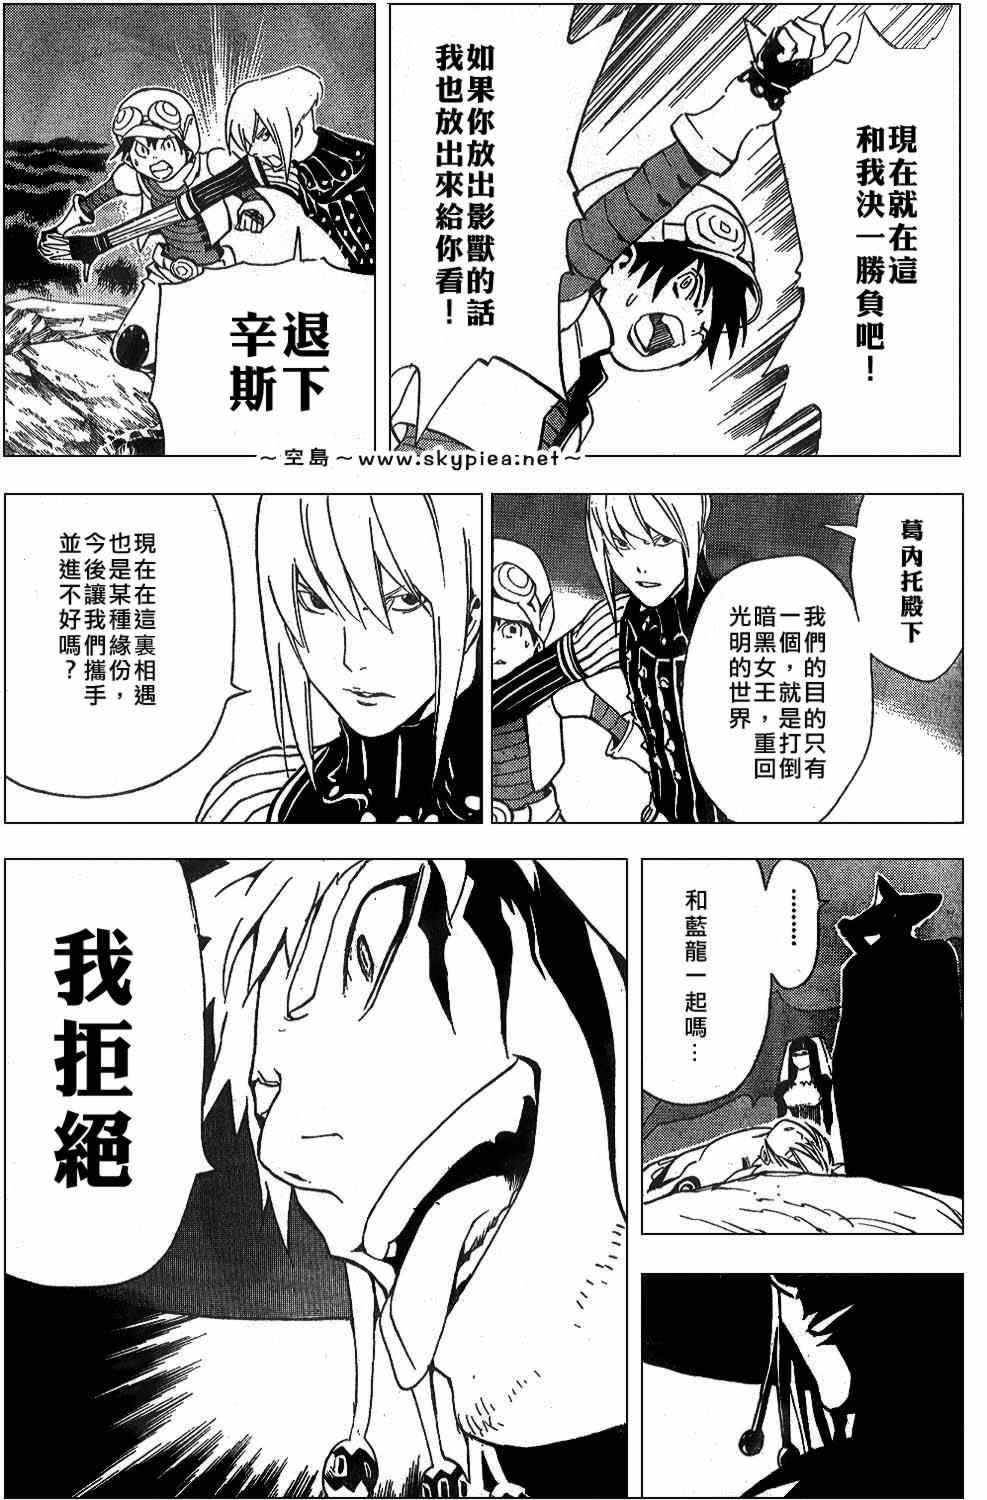 現在就在這
和我決一勝負吧！
如果你放出影獸的話
我也放出來給你看！
退下
辛斯
～空島～www.skypiea.net～
葛內托殿下
我們的目的只有
一個，就是打倒
暗黑女王，重回
光明的世界
現在在這裏相遇
也是某種緣份，
今後讓我們攜手
並進不好嗎？
………
和藍龍一起嗎…
我拒絕